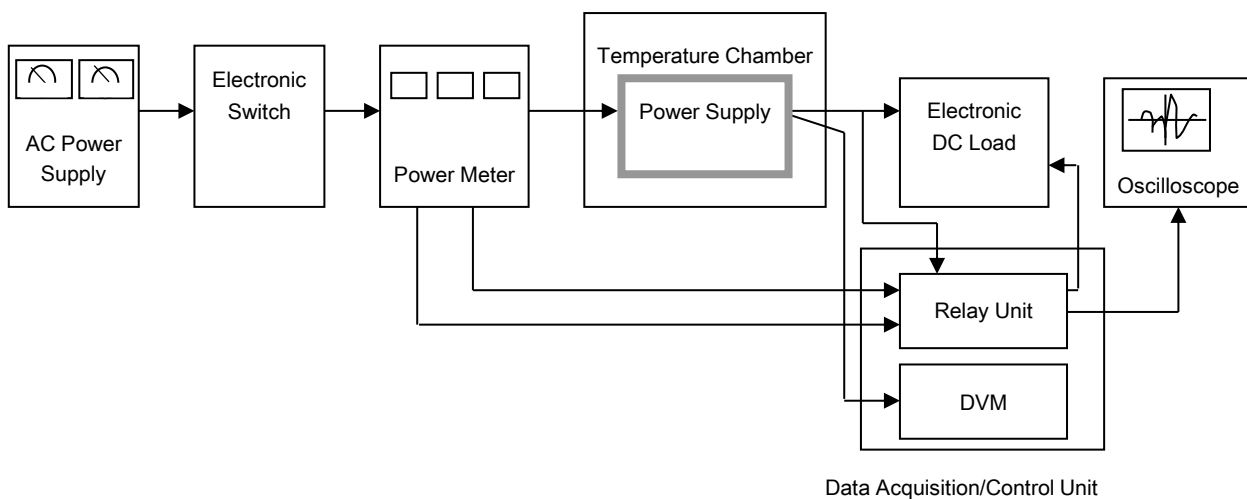 AC Power
Supply
Electronic
Switch
Power Meter
Temperature Chamber
Power Supply
Electronic
DC Load
Oscilloscope
Relay Unit
DVM
Data Acquisition/Control Unit